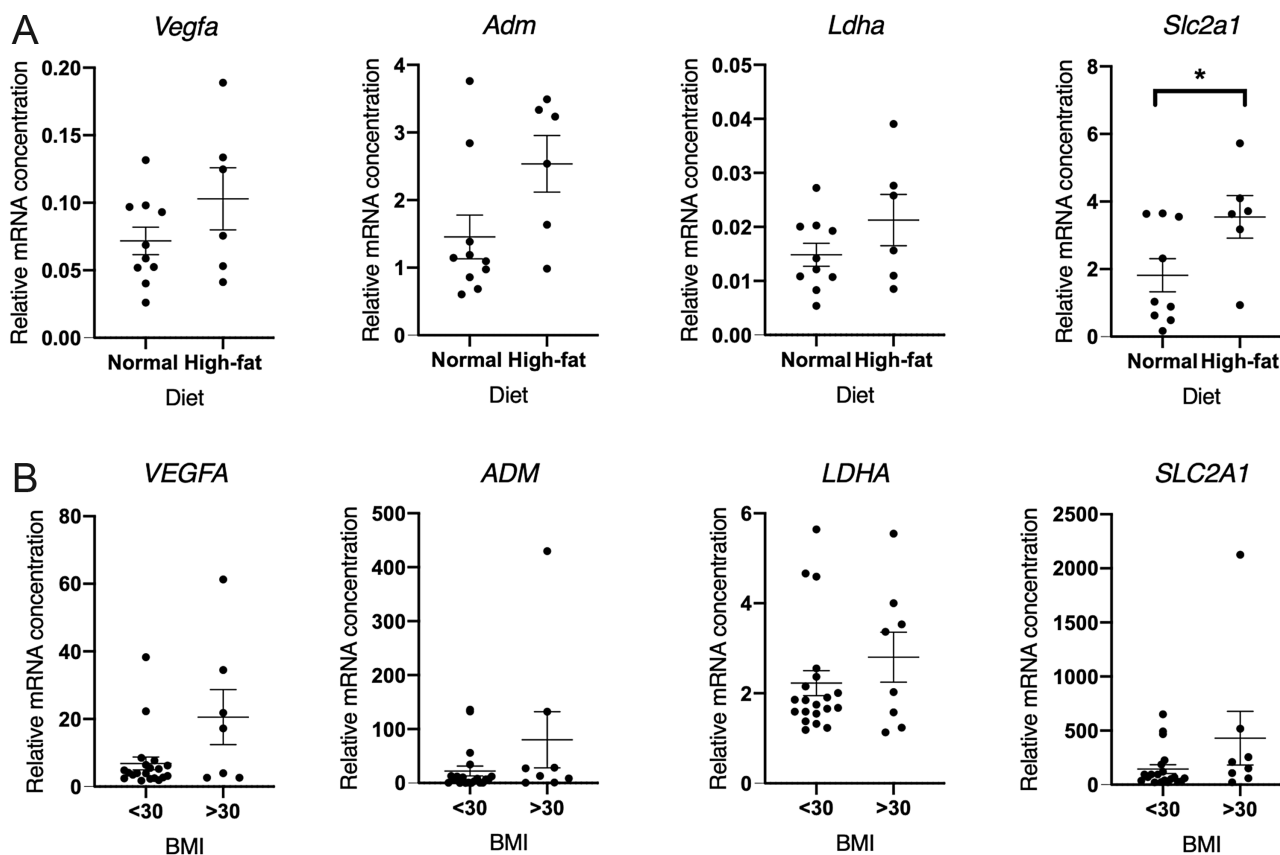 A
Vegfa
Relative mRNA concentration
0.20
0.15
0.10
0.05
0.00
Normal High-fat
Diet
Adm
Relative mRNA concentration
4
3
2
1
0
Normal High-fat
Diet
Ldha
Relative mRNA concentration
0.05
0.04
0.03
0.02
0.01
0.00
Normal High-fat
Diet
Slc2a1
Relative mRNA concentration
8
6
4
2
0
*
Normal High-fat
Diet
B
VEGFA
Relative mRNA concentration
80
60
40
20
0
<30 >30
BMI
ADM
Relative mRNA concentration
500
400
300
200
100
0
<30 >30
BMI
LDHA
Relative mRNA concentration
6
4
2
0
<30 >30
BMI
SLC2A1
Relative mRNA concentration
2500
2000
1500
1000
500
0
<30 >30
BMI